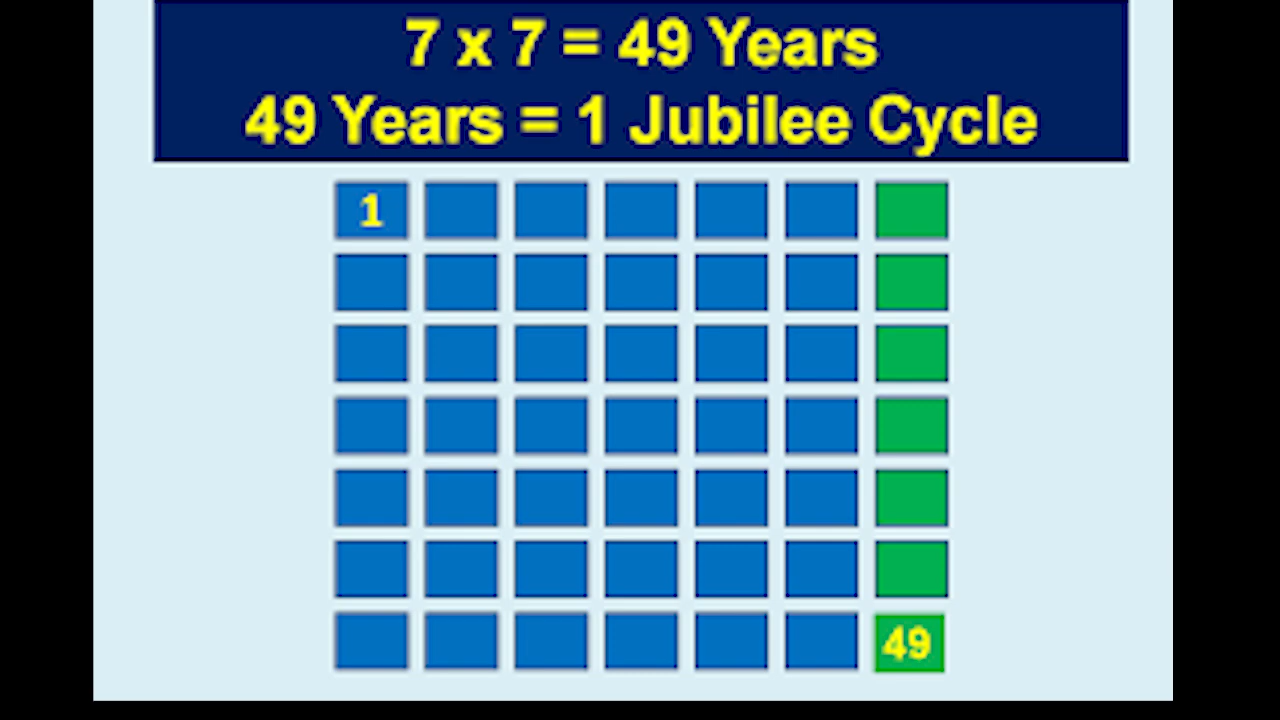 7 x 7 = 49 Years
49 Years = 1 Jubilee Cycle
1
49